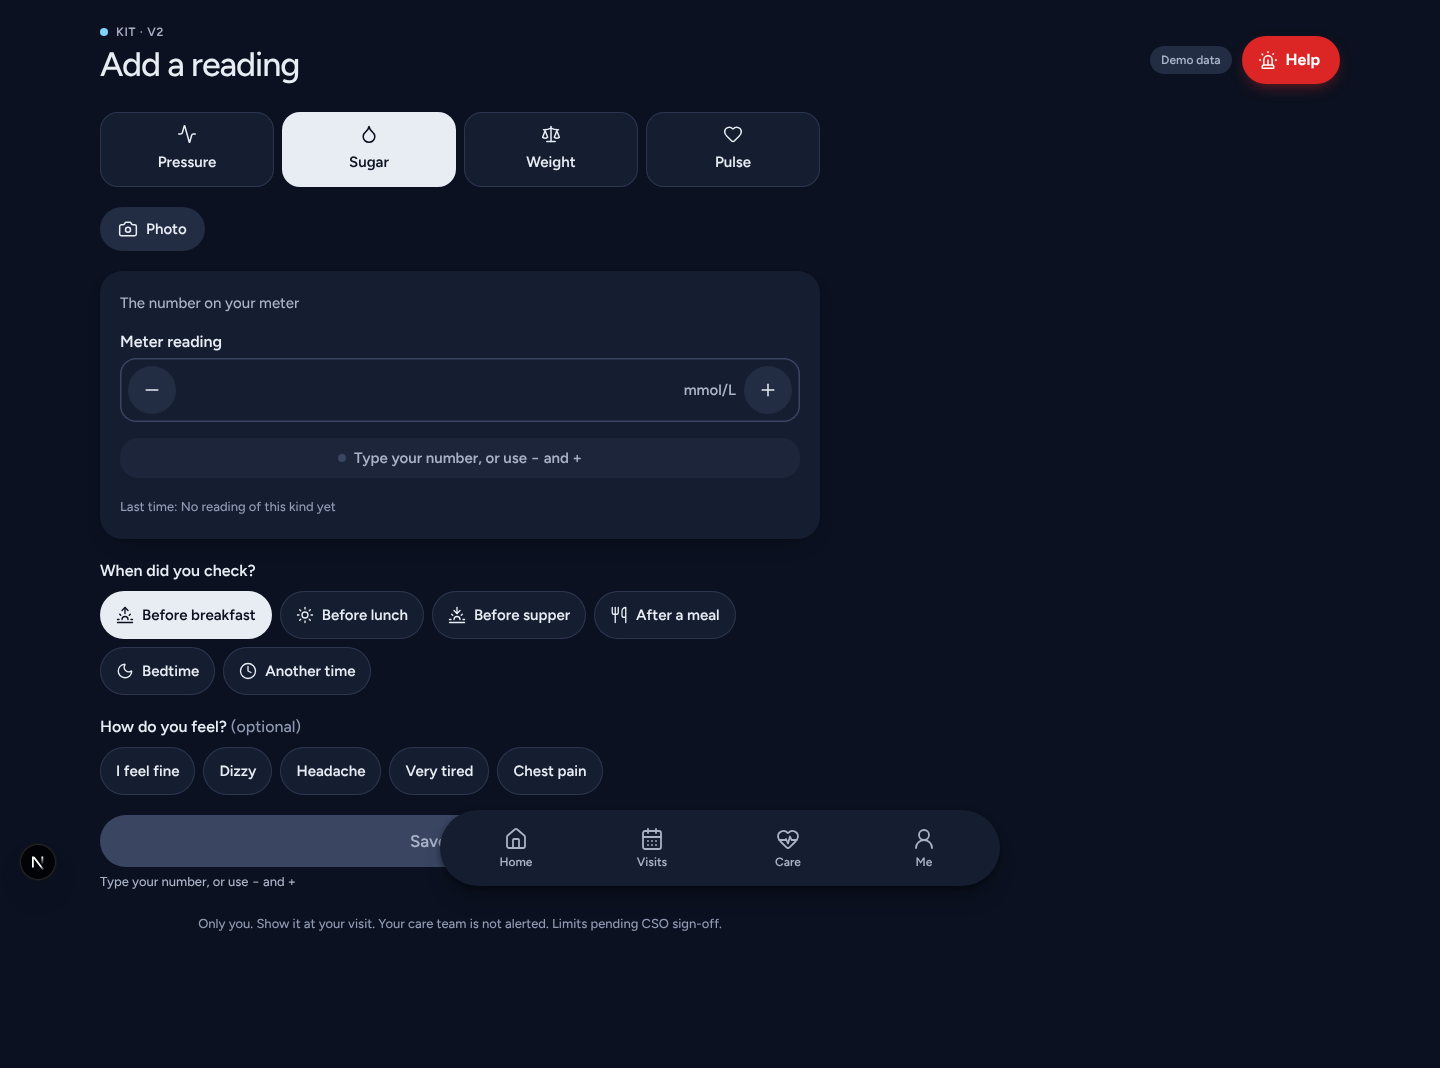 KIT · V2
Add a reading
Demo data
Help
Pressure
Sugar
Weight
Pulse
Photo
The number on your meter
Meter reading
mmol/L
Type your number, or use − and +
Last time: No reading of this kind yet
When did you check?
Before breakfast
Before lunch
Before supper
After a meal
Bedtime
Another time
How do you feel? (optional)
I feel fine
Dizzy
Headache
Very tired
Chest pain
Home
Visits
Care
Me
Type your number, or use − and +
Only you. Show it at your visit. Your care team is not alerted. Limits pending CSO sign-off.
N